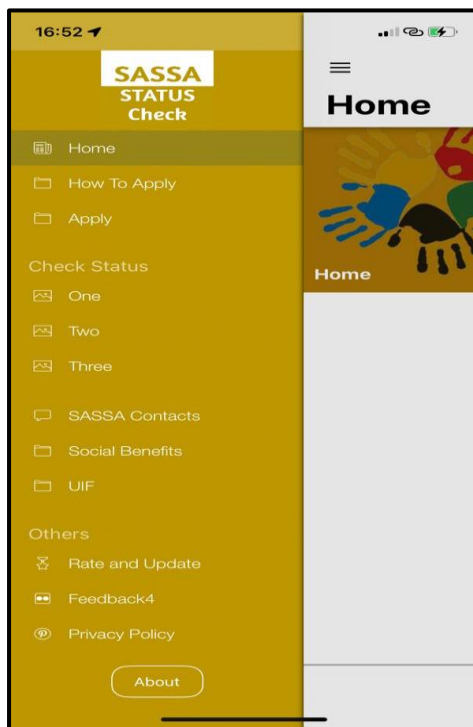 16:52
SASSA
STATUS
Check
Home
How To Apply
Apply
Check Status
One
Two
Three
SASSA Contacts
Social Benefits
UIF
Others
Rate and Update
Feedback4
Privacy Policy
About
Home
Home